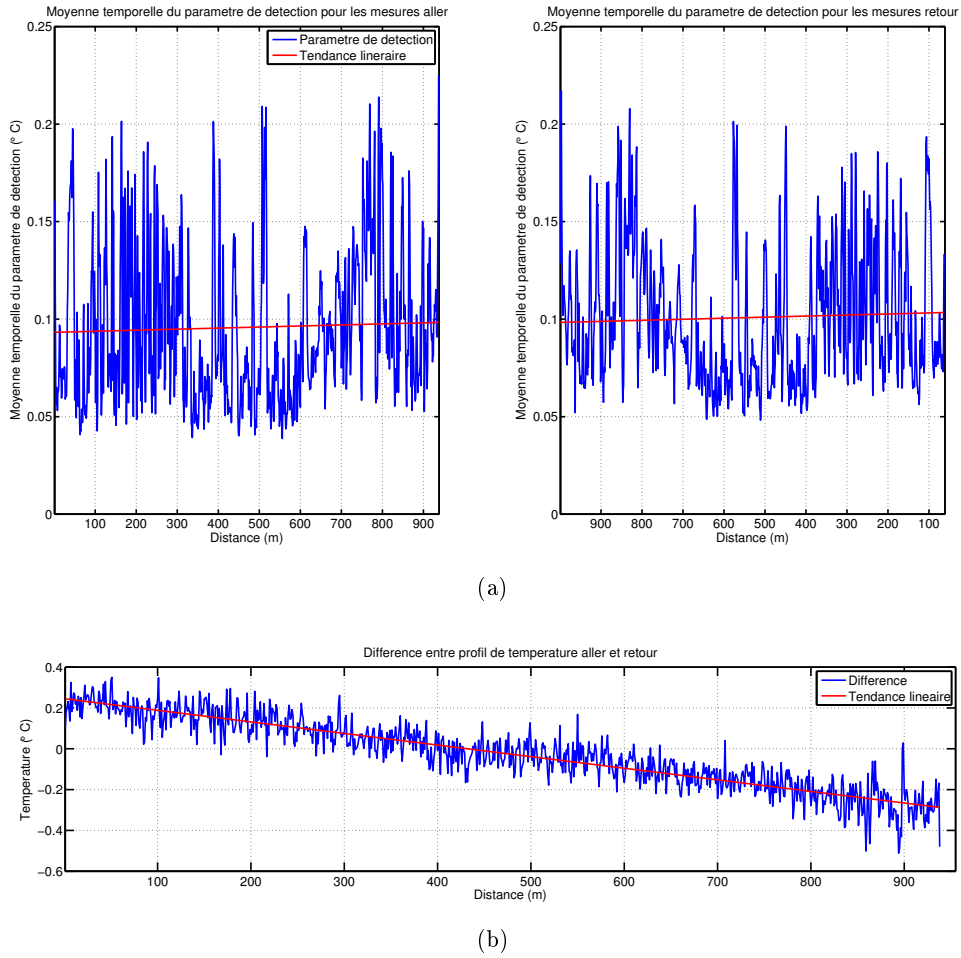 Moyenne temporelle du parametre de detection pour les mesures aller
Moyenne temporelle du parametre de detection (° C)
0.25
0.2
0.15
0.1
0.05
0
Parametre de detection
Tendance lineraire
100 200 300 400 500 600 700 800 900
Distance (m)
Moyenne temporelle du parametre de detection pour les mesures retour
Moyenne temporelle du parametre de detection (° C)
0.25
0.2
0.15
0.1
0.05
0
900 800 700 600 500 400 300 200 100
Distance (m)
(a)
Difference entre profil de temperature aller et retour
Temperature (° C)
0.4
0.2
0
−0.2
−0.4
−0.6
Différence
Tendance lineaire
100 200 300 400 500 600 700 800 900
Distance (m)
(b)